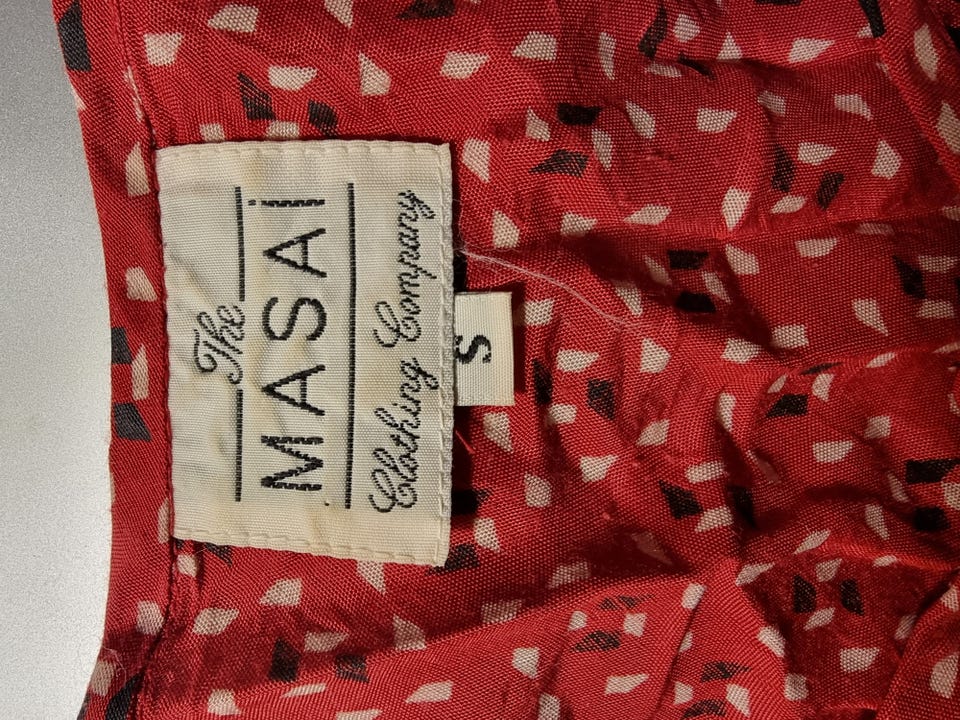 The
MASAi
Clothing Company
S